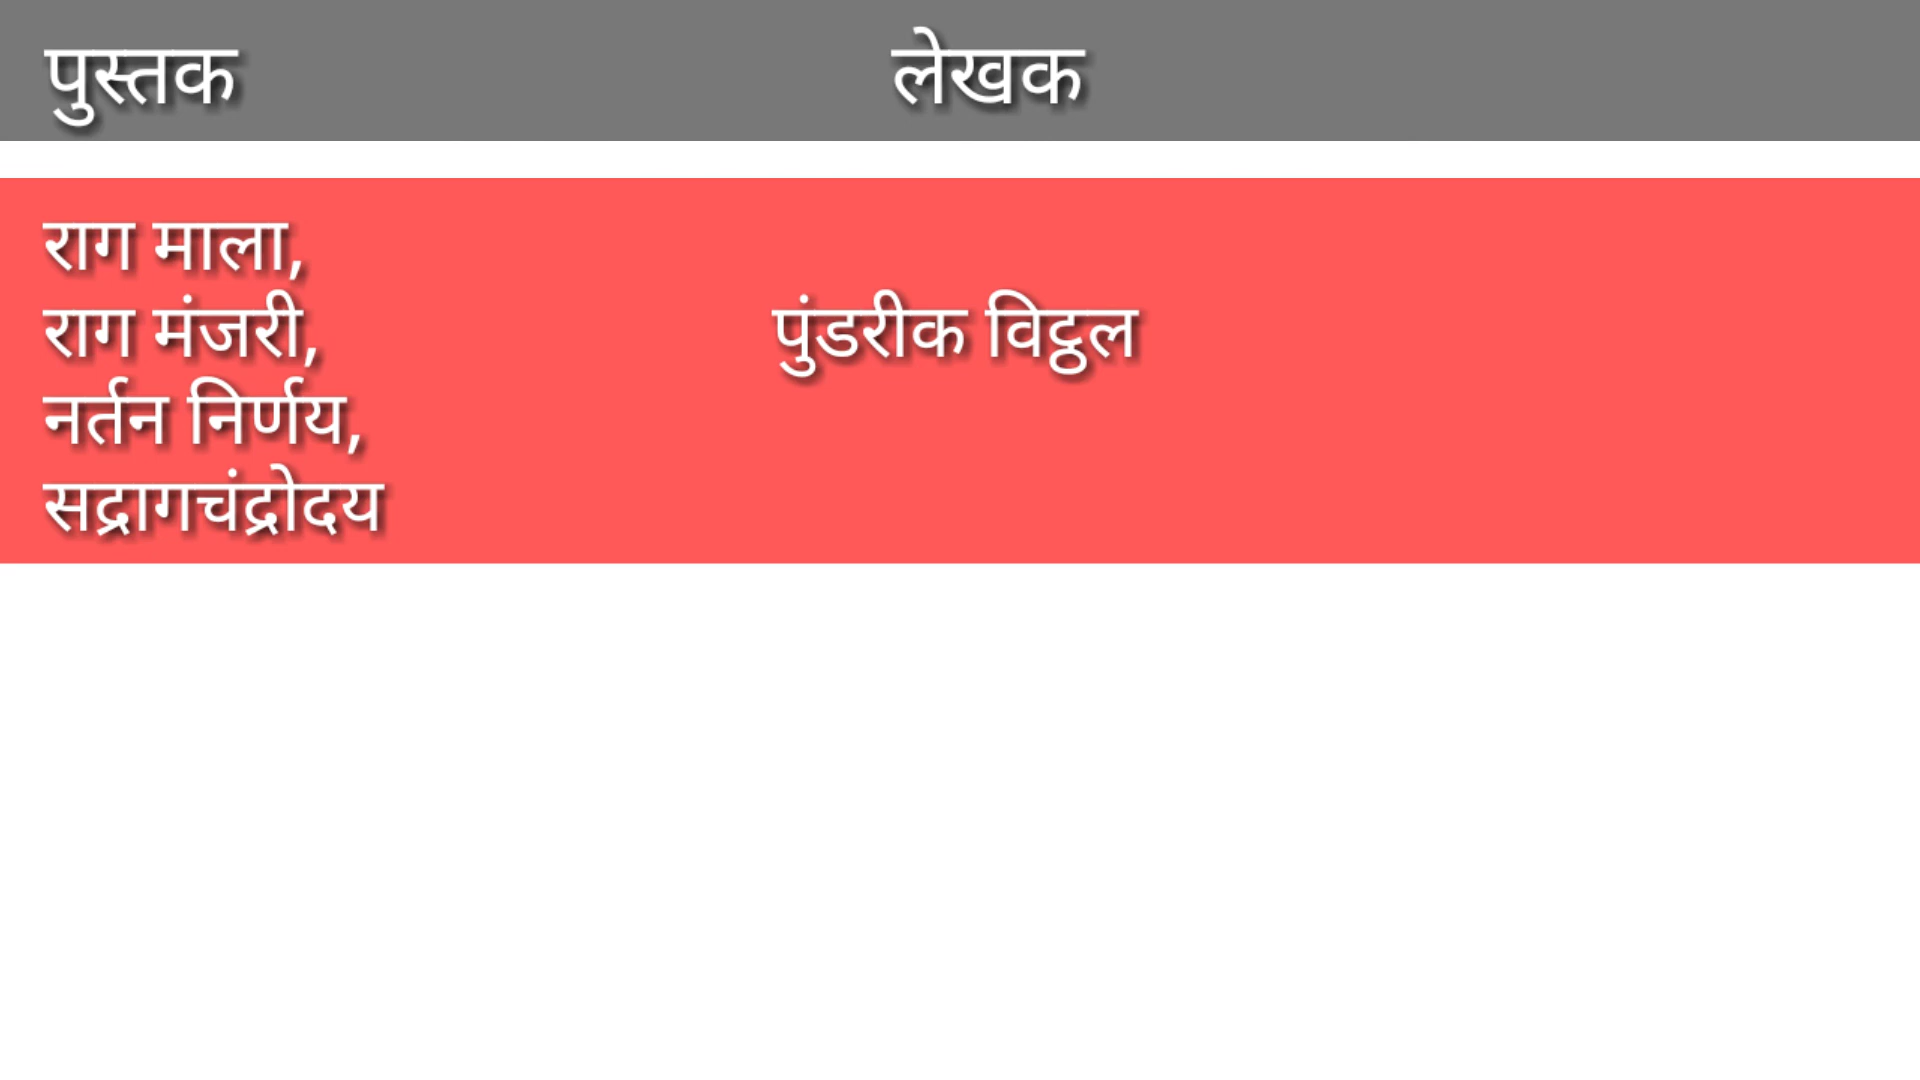 पुस्तक लेखक
राग माला,
राग मंजरी, पुंडरीक विट्ठल
नर्तन निर्णय,
सद्रागचंद्रोदय